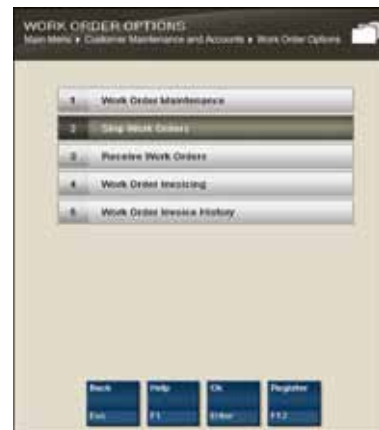 WORK ORDER OPTIONS
Main Menu ▸ Customer Maintenance and Accounts ▸ Work Order Options
1 Work Order Maintenance
2 Ship Work Orders
3 Receive Work Orders
4 Work Order Invoicing
5 Work Order Invoice History
Back Help Ok Register
Esc F1 Enter F12